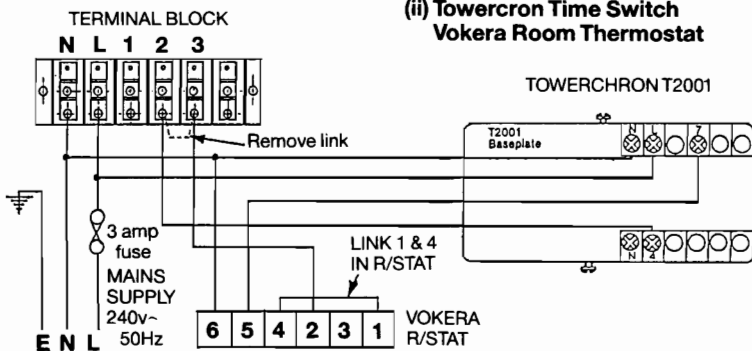 (ii) Towercron Time Switch
Vokera Room Thermostat
TERMINAL BLOCK
N L 1 2 3
TOWERCHRON T2001
T2001
Baseplate
N L 7
Remove link
3 amp
fuse
LINK 1 & 4
IN R/STAT
N 4
MAINS
SUPPLY
240v~
50Hz
E N L
6 5 4 2 3 1
VOKERA
R/STAT